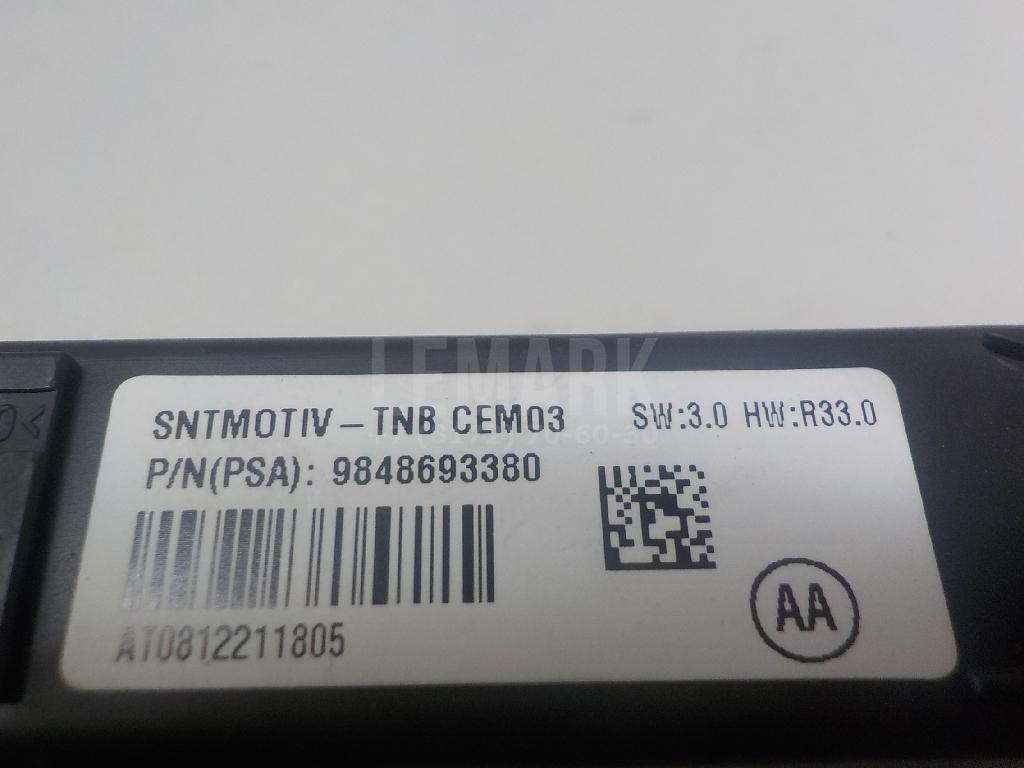 LEMARK
SNTMOTIV – TNB CEM03 SW:3.0 HW:R33.0
P/N(PSA): 9848693380
AT0812211805
AA